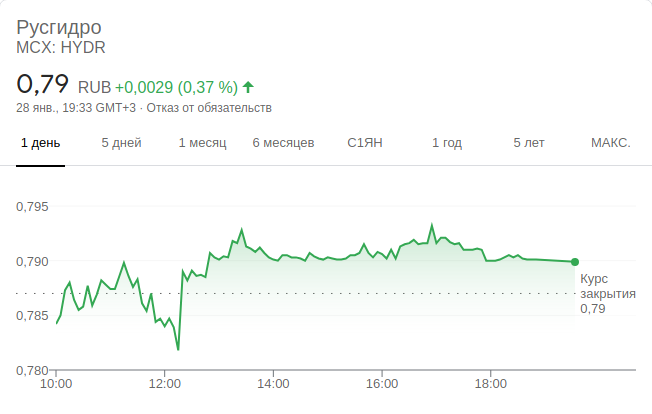 Русгидро
MCX: HYDR
0,79 RUB +0,0029 (0,37 %)
28 янв., 19:33 GMT+3 · Отказ от обязательств
1 день 5 дней 1 месяц 6 месяцев С1ЯН 1 год 5 лет МАКС.
0,795
0,790
Курс
закрытия
0,79
0,785
0,780
10:00 12:00 14:00 16:00 18:00